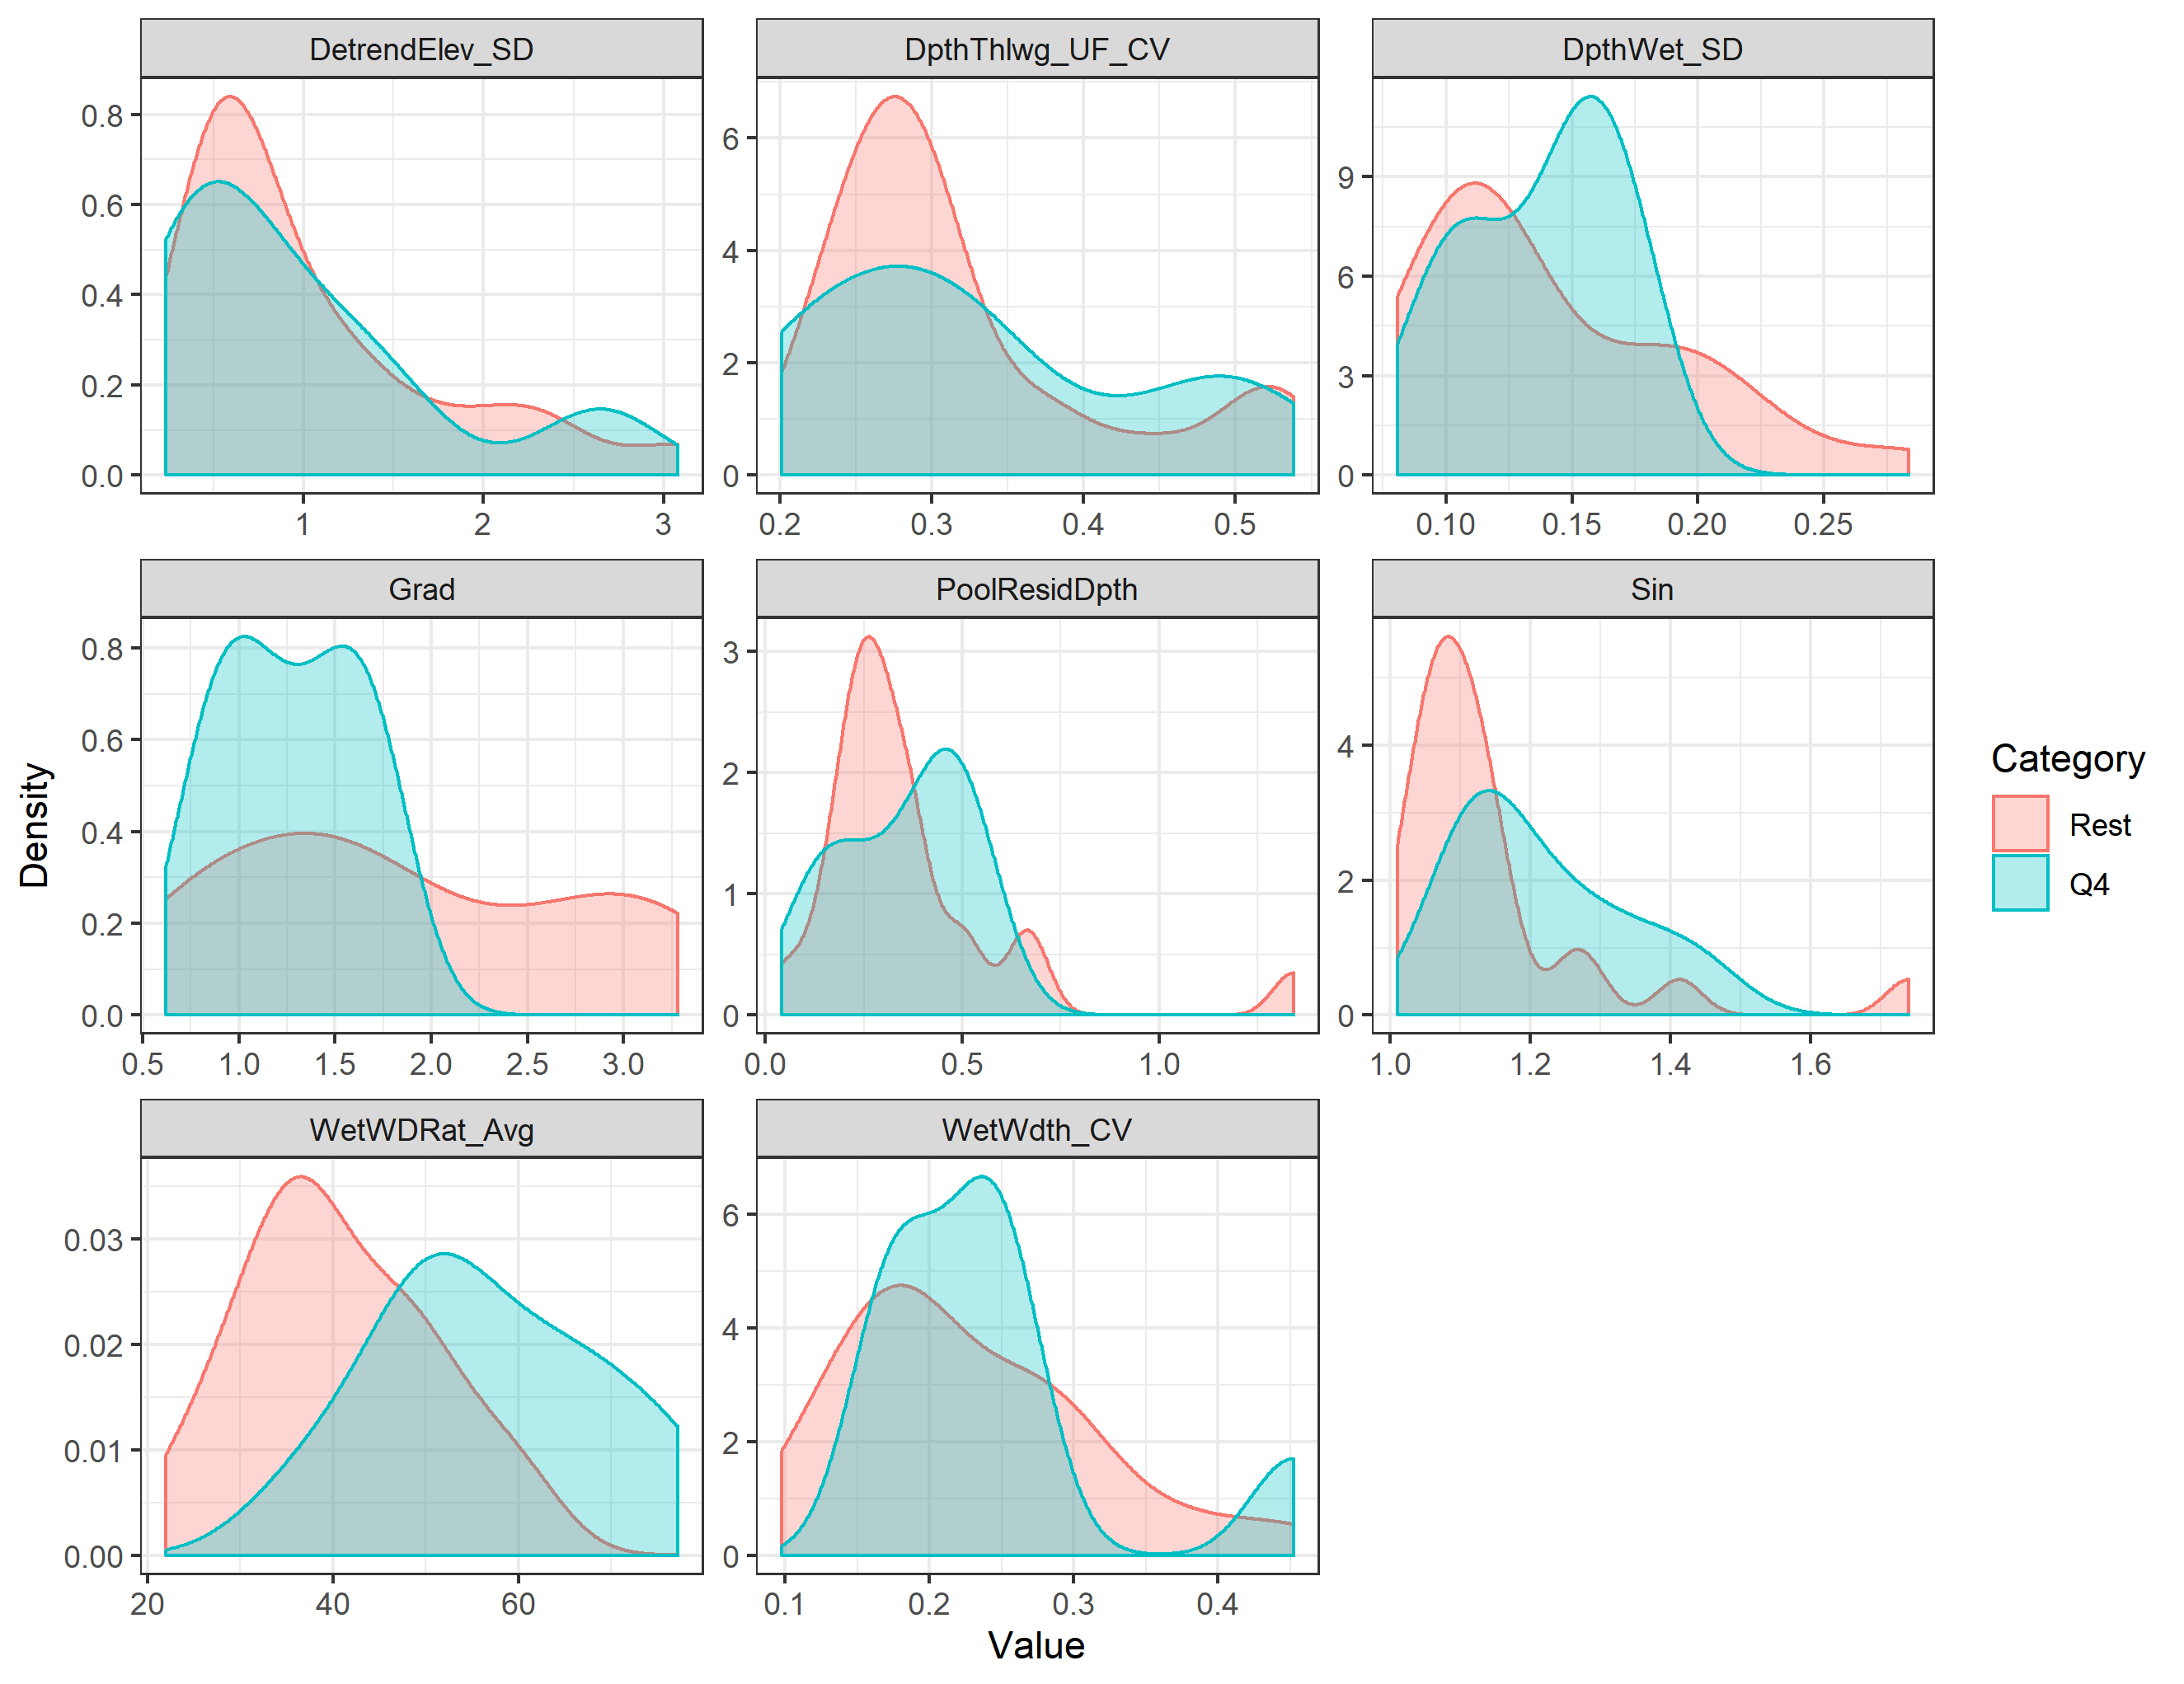 DetrendElev_SD
DpthThlwg_UF_CV
DpthWet_SD
0.8
0.6
0.4
0.2
0.0
1 2 3
6
4
2
0
0.2 0.3 0.4 0.5
9
6
3
0
0.10 0.15 0.20 0.25
Grad
PoolResidDpth
Sin
0.8
0.6
0.4
0.2
0.0
0.5 1.0 1.5 2.0 2.5 3.0
3
2
1
0
0.0 0.5 1.0
4
2
0
1.0 1.2 1.4 1.6
WetWDRat_Avg
WetWdth_CV
0.03
0.02
0.01
0.00
20 40 60
6
4
2
0
0.1 0.2 0.3 0.4
Density
Value
Category
Rest
Q4